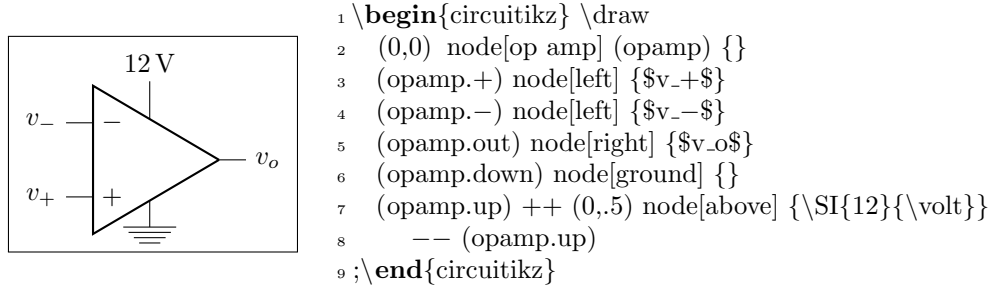 12 V
v₋
−
v_o
v₊
+
1 \begin{circuitikz} \draw
2 (0,0) node[op amp] (opamp) {}
3 (opamp.+) node[left] {$v_+$}
4 (opamp.−) node[left] {$v_−$}
5 (opamp.out) node[right] {$v_o$}
6 (opamp.down) node[ground] {}
7 (opamp.up) ++ (0,.5) node[above] {\SI{12}{\volt}}
8 −− (opamp.up)
9 ;\end{circuitikz}